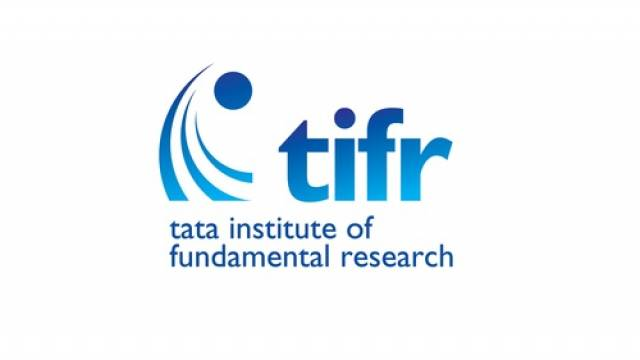 tifr
tata institute of
fundamental research